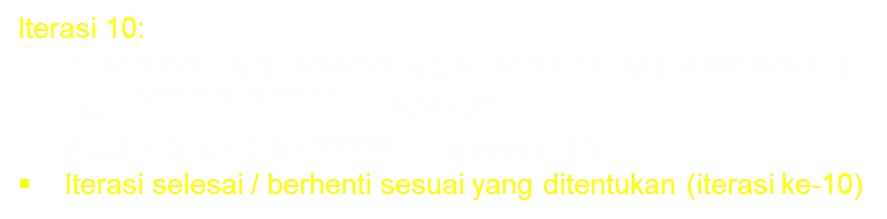 Iterasi 10:
▪ Iterasi selesai / berhenti sesuai yang ditentukan (iterasi ke-10)